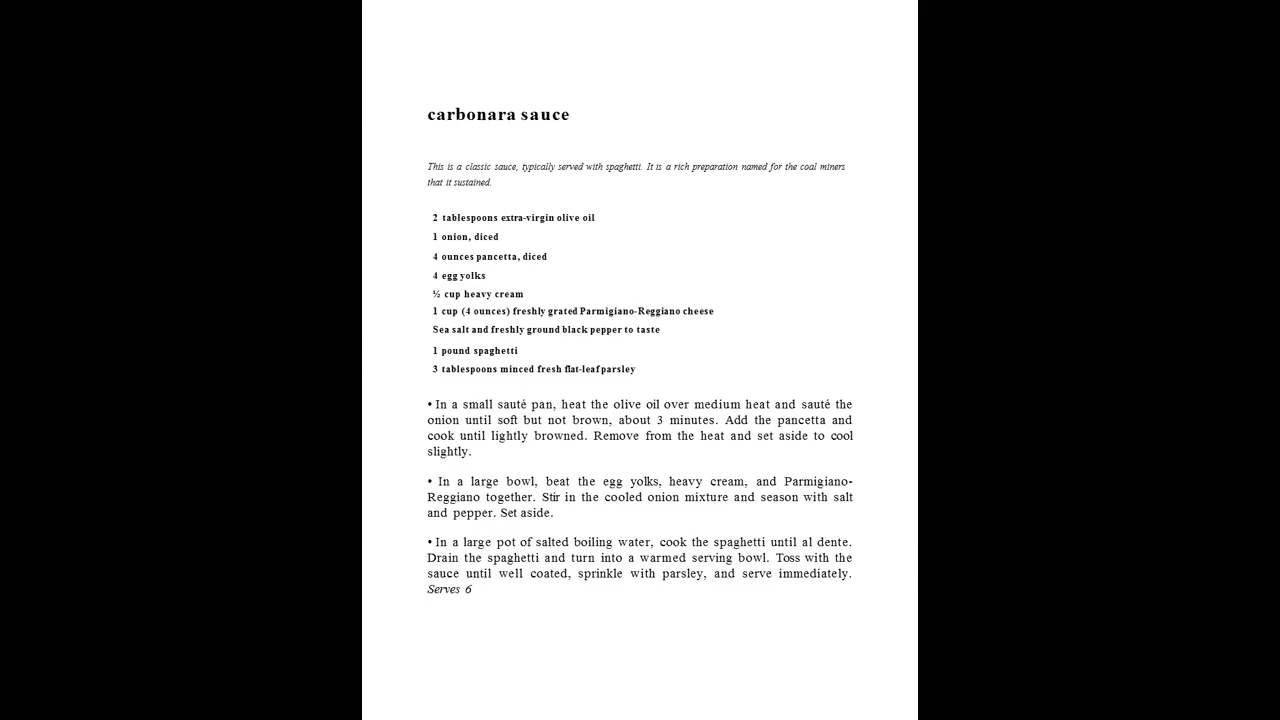 carbonara sauce
This is a classic sauce, typically served with spaghetti. It is a rich preparation named for the coal miners
that it sustained.
2 tablespoons extra-virgin olive oil
1 onion, diced
4 ounces pancetta, diced
4 egg yolks
½ cup heavy cream
1 cup (4 ounces) freshly grated Parmigiano-Reggiano cheese
Sea salt and freshly ground black pepper to taste
1 pound spaghetti
3 tablespoons minced fresh flat-leaf parsley
• In a small sauté pan, heat the olive oil over medium heat and sauté the
onion until soft but not brown, about 3 minutes. Add the pancetta and
cook until lightly browned. Remove from the heat and set aside to cool
slightly.
• In a large bowl, beat the egg yolks, heavy cream, and Parmigiano-
Reggiano together. Stir in the cooled onion mixture and season with salt
and pepper. Set aside.
• In a large pot of salted boiling water, cook the spaghetti until al dente.
Drain the spaghetti and turn into a warmed serving bowl. Toss with the
sauce until well coated, sprinkle with parsley, and serve immediately.
Serves 6